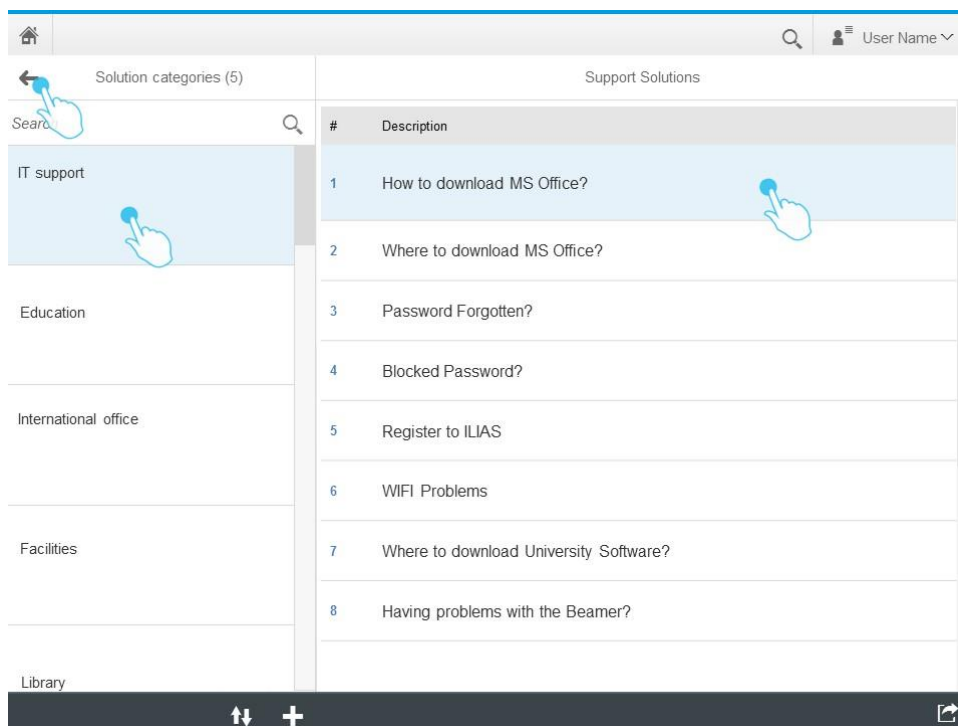 User Name
Solution categories (5)
Support Solutions
Search
# Description
IT support
1 How to download MS Office?
2 Where to download MS Office?
Education
3 Password Forgotten?
4 Blocked Password?
International office
5 Register to ILIAS
6 WIFI Problems
Facilities
7 Where to download University Software?
8 Having problems with the Beamer?
Library